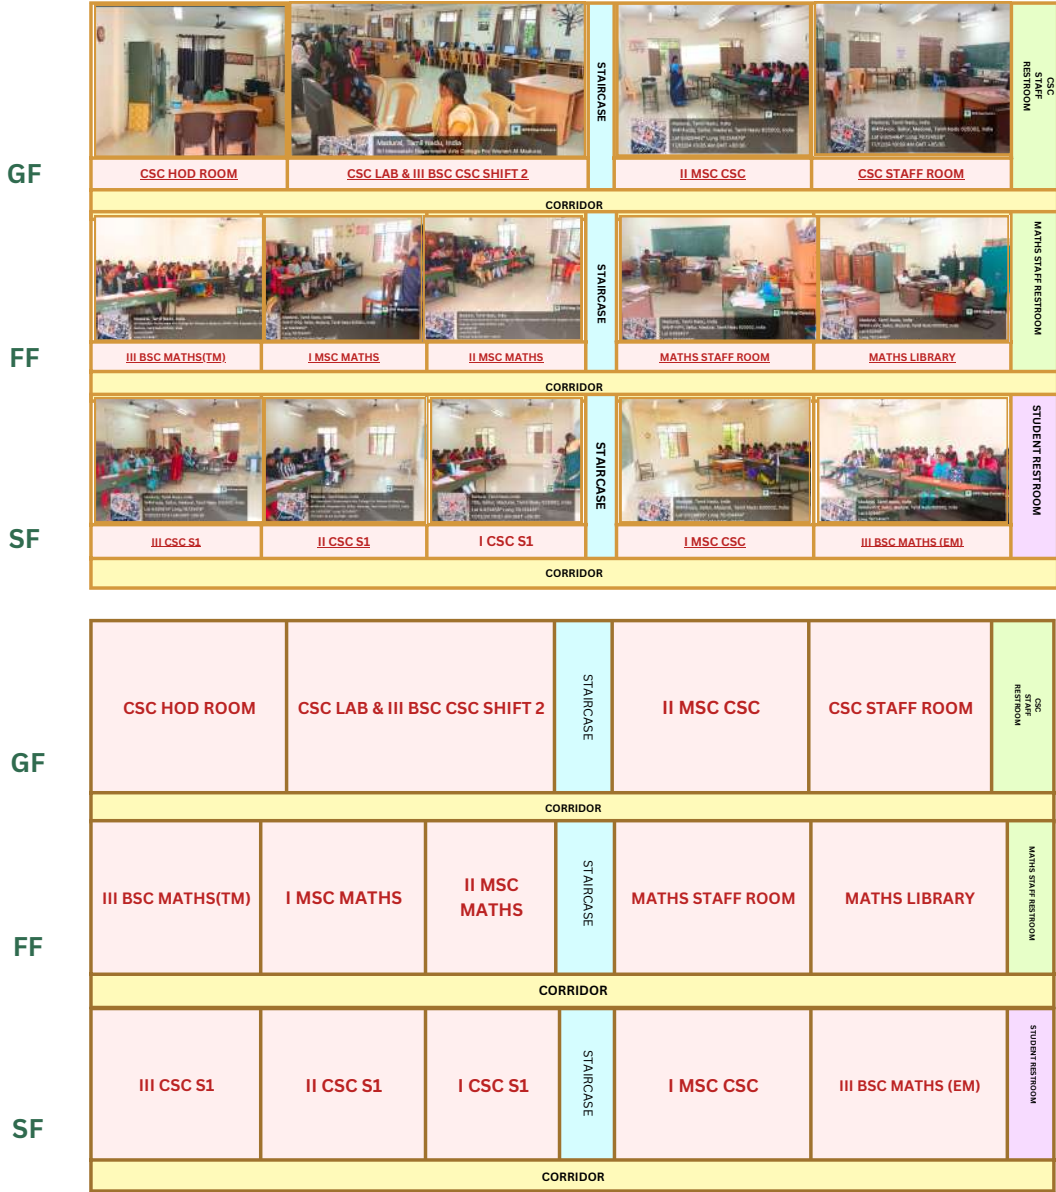 STAIRCASE
CSC
STAFF
RESTROOM
Madurai, Tamil Nadu, India
GF
CSC HOD ROOM
CSC LAB & III BSC CSC SHIFT 2
II MSC CSC
CSC STAFF ROOM
CORRIDOR
STAIRCASE
MATHS STAFF RESTROOM
FF
III BSC MATHS(TM)
I MSC MATHS
II MSC MATHS
MATHS STAFF ROOM
MATHS LIBRARY
CORRIDOR
STAIRCASE
STUDENT RESTROOM
SF
III CSC S1
II CSC S1
I CSC S1
I MSC CSC
III BSC MATHS (EM)
CORRIDOR
GF
CSC HOD ROOM
CSC LAB & III BSC CSC SHIFT 2
STAIRCASE
II MSC CSC
CSC STAFF ROOM
CSC
STAFF
RESTROOM
CORRIDOR
FF
III BSC MATHS(TM)
I MSC MATHS
II MSC
MATHS
STAIRCASE
MATHS STAFF ROOM
MATHS LIBRARY
MATHS STAFF RESTROOM
CORRIDOR
SF
III CSC S1
II CSC S1
I CSC S1
STAIRCASE
I MSC CSC
III BSC MATHS (EM)
STUDENT RESTROOM
CORRIDOR